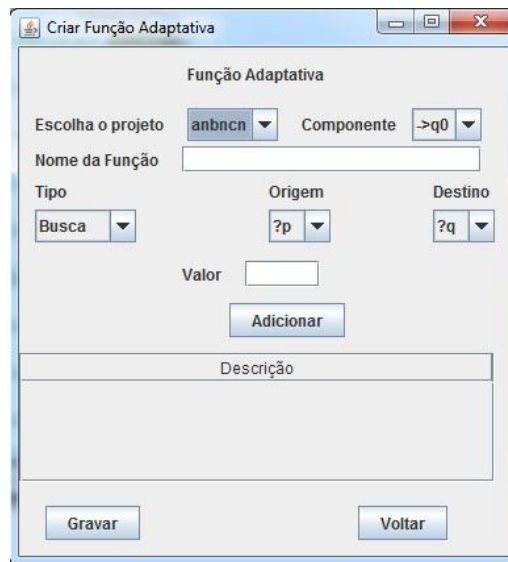 Criar Função Adaptativa
Função Adaptativa
Escolha o projeto anbncn Componente ->q0
Nome da Função
Tipo Origem Destino
Busca ?p ?q
Valor
Adicionar
Descrição
Gravar Voltar